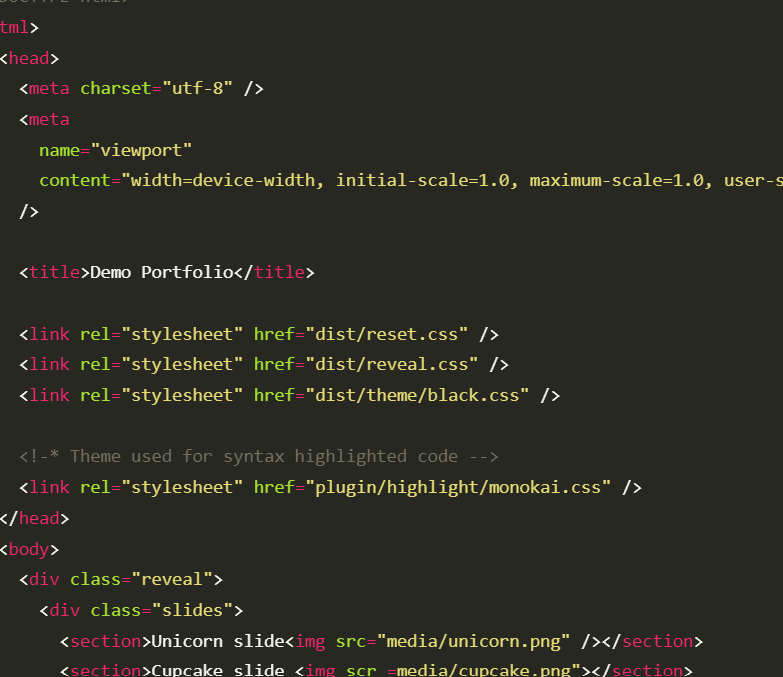 tml>
<head>
<meta charset="utf-8" />
<meta
name="viewport"
content="width=device-width, initial-scale=1.0, maximum-scale=1.0, user-s
/>
<title>Demo Portfolio</title>
<link rel="stylesheet" href="dist/reset.css" />
<link rel="stylesheet" href="dist/reveal.css" />
<link rel="stylesheet" href="dist/theme/black.css" />
<!-* Theme used for syntax highlighted code -->
<link rel="stylesheet" href="plugin/highlight/monokai.css" />
</head>
<body>
<div class="reveal">
<div class="slides">
<section>Unicorn slide<img src="media/unicorn.png" /></section>
<section>Cupcake slide <img scr =media/cupcake.png"></section>